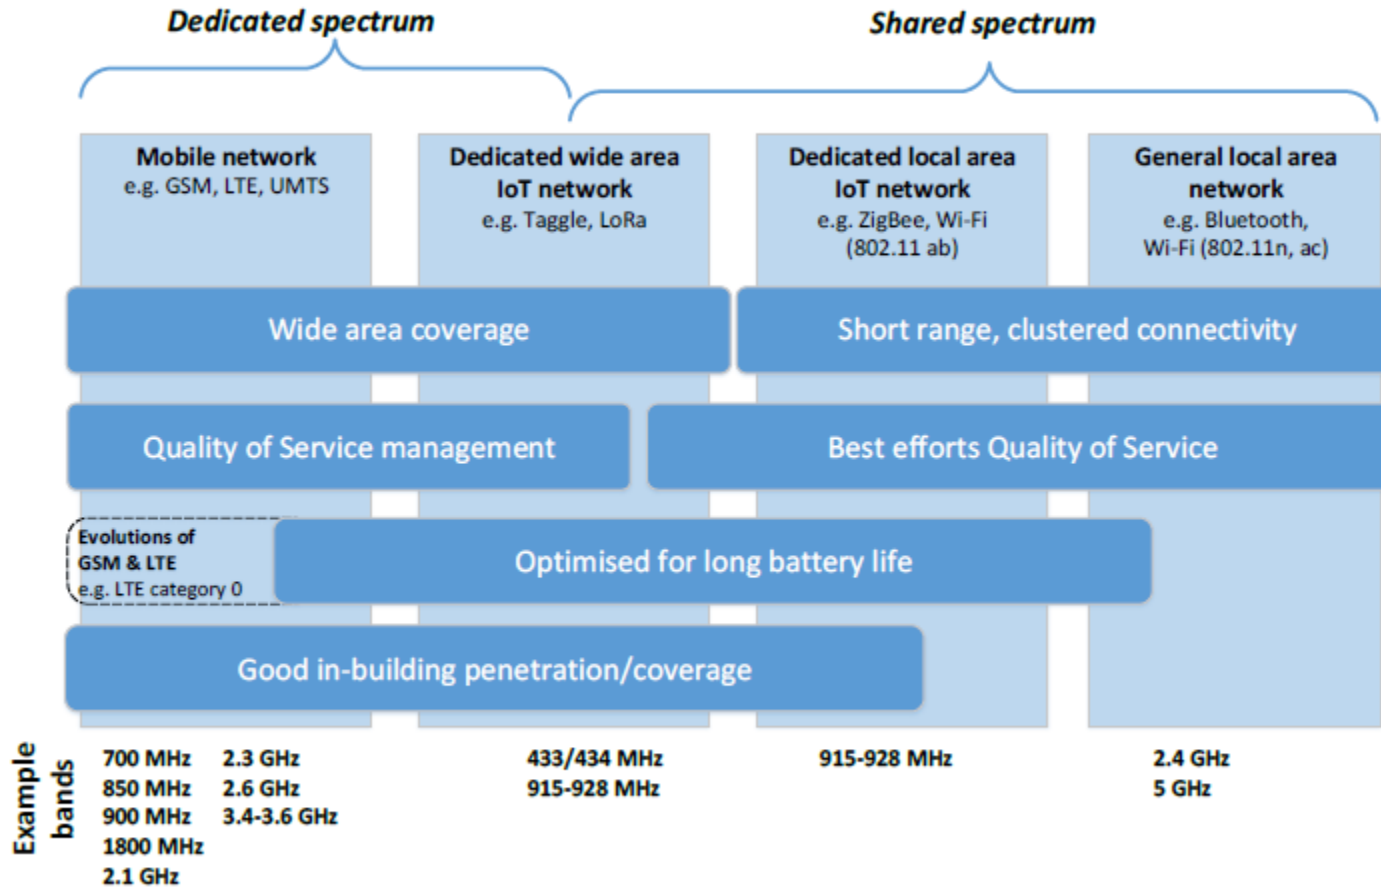 Dedicated spectrum
Shared spectrum
Mobile network
e.g. GSM, LTE, UMTS
Dedicated wide area
IoT network
e.g. Taggle, LoRa
Dedicated local area
IoT network
e.g. ZigBee, Wi-Fi
(802.11 ab)
General local area
network
e.g. Bluetooth,
Wi-Fi (802.11n, ac)
Wide area coverage
Short range, clustered connectivity
Quality of Service management
Best efforts Quality of Service
Evolutions of
GSM & LTE
e.g. LTE category 0
Optimised for long battery life
Good in-building penetration/coverage
Example
bands
700 MHz
850 MHz
900 MHz
1800 MHz
2.1 GHz
2.3 GHz
2.6 GHz
3.4-3.6 GHz
433/434 MHz
915-928 MHz
915-928 MHz
2.4 GHz
5 GHz